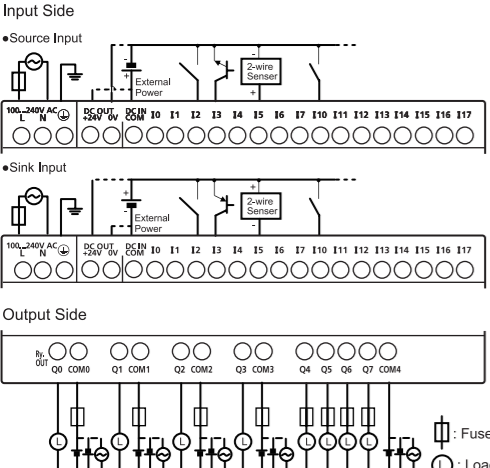 Input Side
●Source Input
External
Power
-
+
2-wire
Senser
-
+
100_240V AC
L N
DC OUT
+24V 0V
DC IN
COM
I0 I1 I2 I3 I4 I5 I6 I7 I10 I11 I12 I13 I14 I15 I16 I17
●Sink Input
+
-
External
Power
+
2-wire
Senser
-
100_240V AC
L N
DC OUT
+24V 0V
DC IN
COM
I0 I1 I2 I3 I4 I5 I6 I7 I10 I11 I12 I13 I14 I15 I16 I17
Output Side
Ry.
OUT
Q0 COM0 Q1 COM1 Q2 COM2 Q3 COM3 Q4 Q5 Q6 Q7 COM4
L L L L L L L L
: Fuse
L : Load